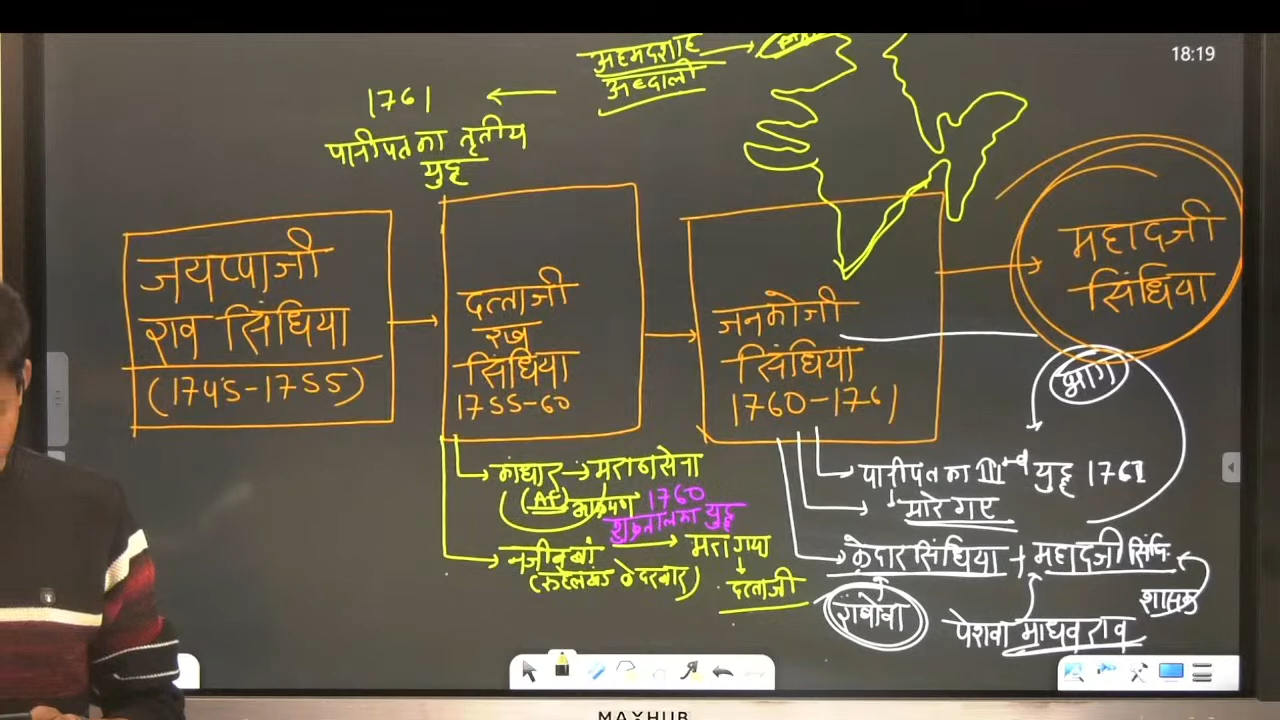 18:19
अहमदशाह
अब्दाली
1761
पानीपत का तृतीय
युद्ध
जयप्पाजी
राव सिंधिया
(1745-1755)
दत्ताजी
राव
सिंधिया
1755-60
जनकोजी
सिंधिया
1760-1761
महादजी
सिंधिया
भाग
कंधार → मराठा सेना
(AF) आक्रमण 1760
शुक्रताल का युद्ध
नजीब खां → मारा गया
(रुहेलखंड के दरबार)
दत्ताजी
पानीपत का III युद्ध 1761
मारे गए
केदार सिंधिया + महादजी सिंधि
शासक
राघोवा
पेशवा माधव राव
MAXHUB